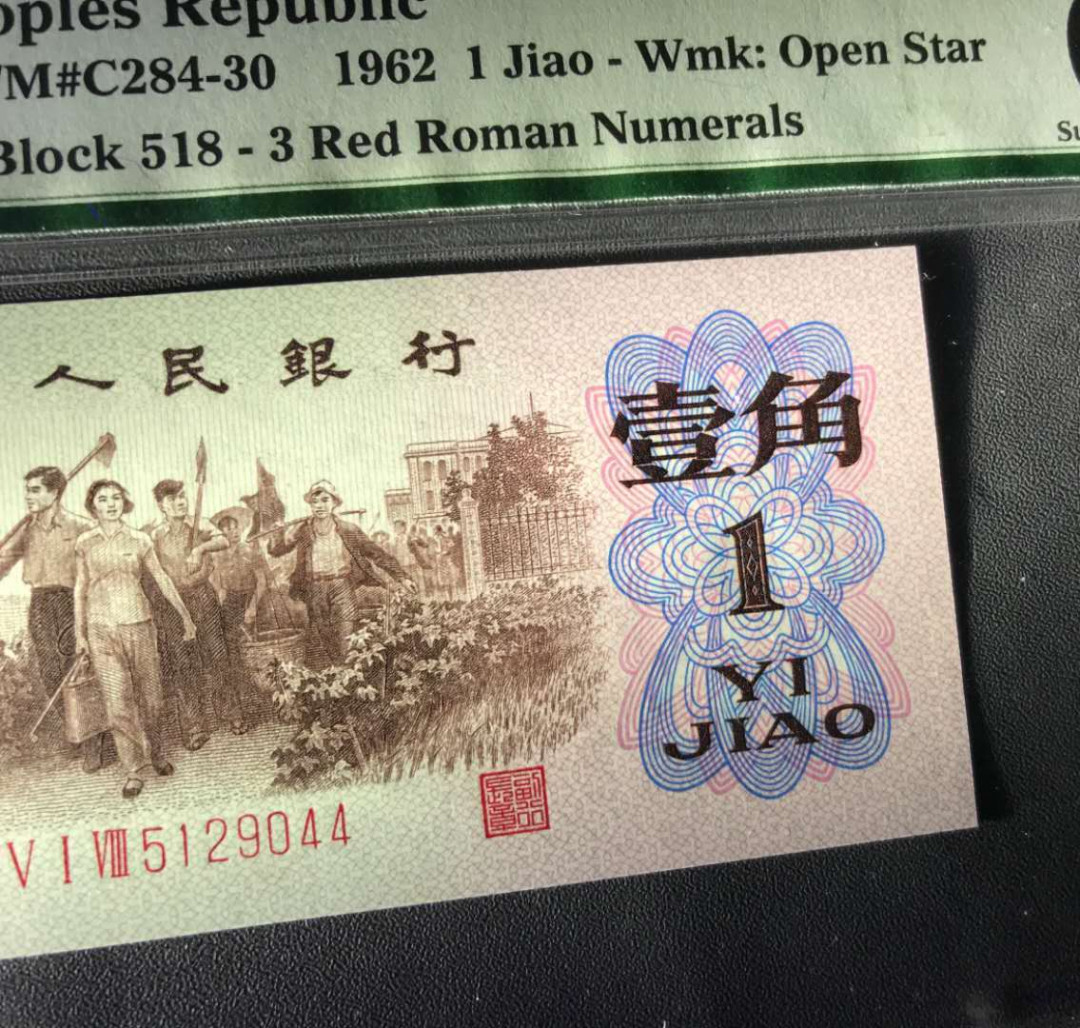 oples Republic
M#C284-30 1962 1 Jiao - Wmk: Open Star
Block 518 - 3 Red Roman Numerals
人民銀行
壹角
1
YI
JIAO
V I VIII 5129044